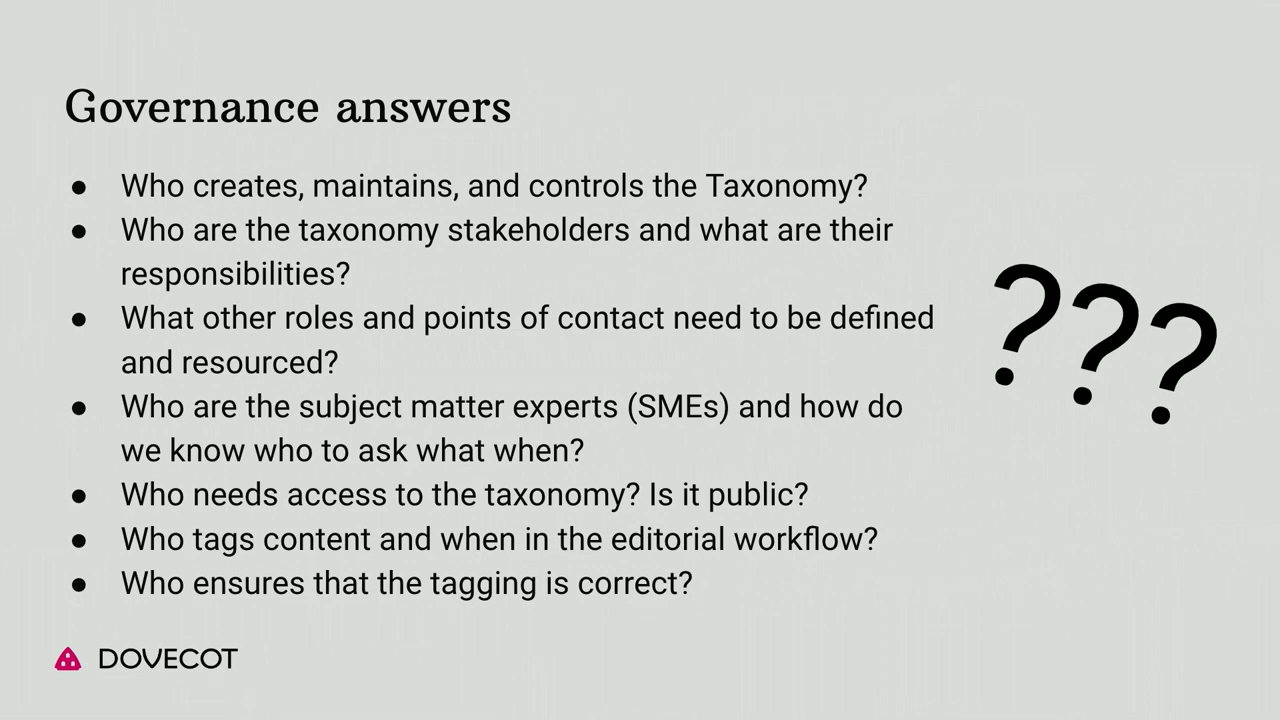 Governance answers
● Who creates, maintains, and controls the Taxonomy?
● Who are the taxonomy stakeholders and what are their
responsibilities?
● What other roles and points of contact need to be defined
and resourced?
● Who are the subject matter experts (SMEs) and how do
we know who to ask what when?
● Who needs access to the taxonomy? Is it public?
● Who tags content and when in the editorial workflow?
● Who ensures that the tagging is correct?
???
DOVECOT